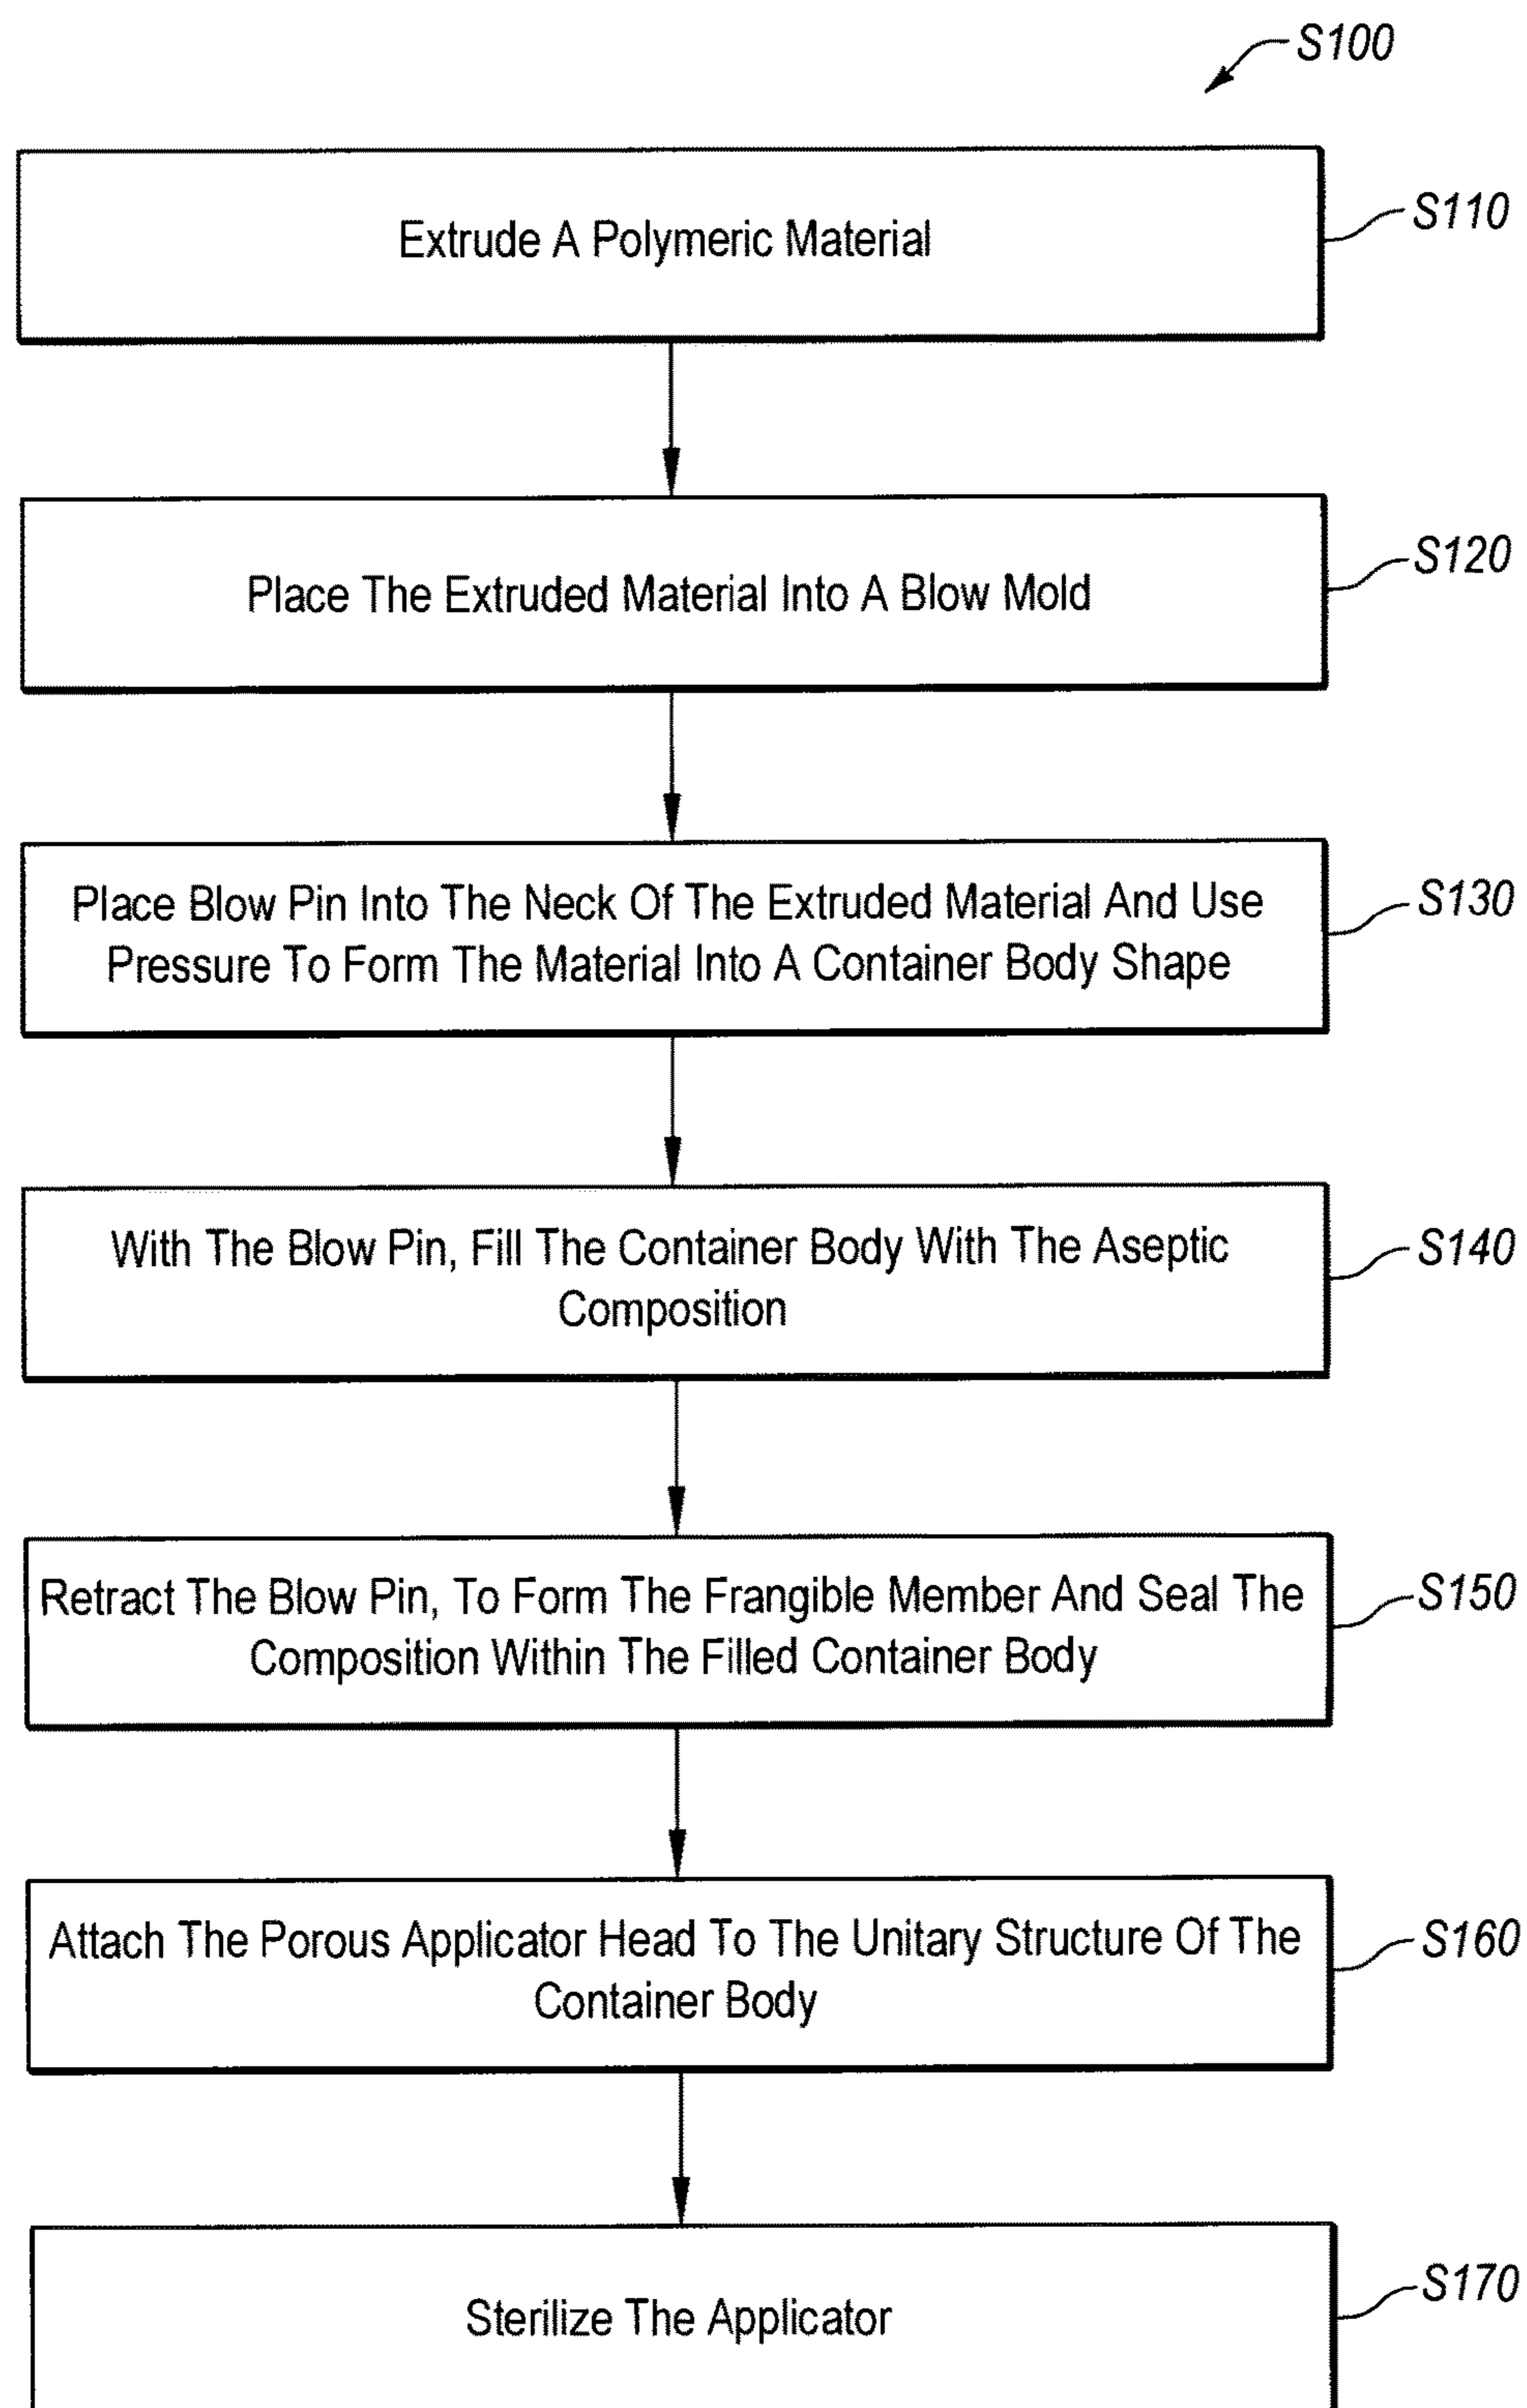 S100
Extrude A Polymeric Material
S110
Place The Extruded Material Into A Blow Mold
S120
Place Blow Pin Into The Neck Of The Extruded Material And Use
Pressure To Form The Material Into A Container Body Shape
S130
With The Blow Pin, Fill The Container Body With The Aseptic
Composition
S140
Retract The Blow Pin, To Form The Frangible Member And Seal The
Composition Within The Filled Container Body
S150
Attach The Porous Applicator Head To The Unitary Structure Of The
Container Body
S160
Sterilize The Applicator
S170